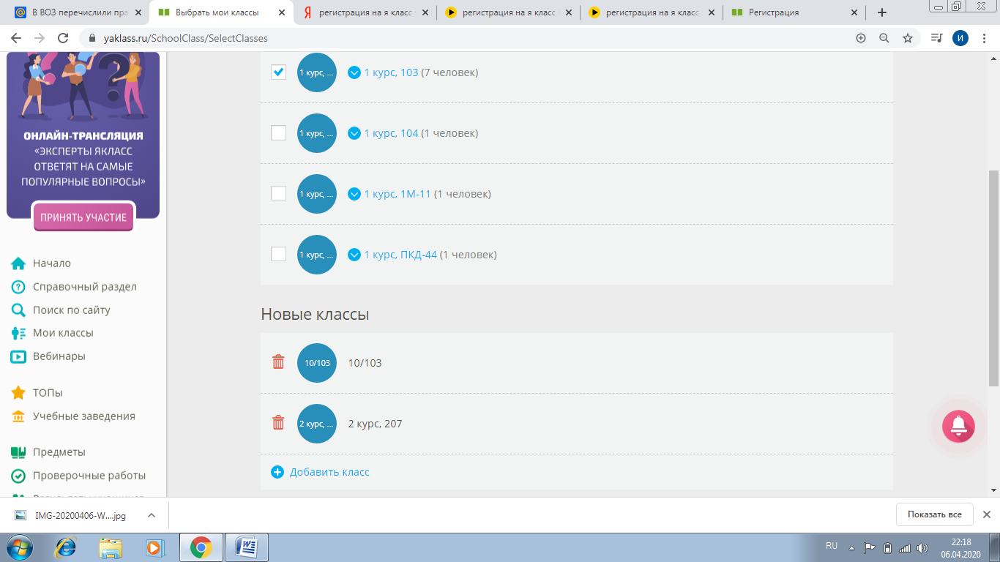 В ВОЗ перечислили пра
Выбрать мои классы
регистрация на я класс
регистрация на я класс
регистрация на я класс
Регистрация
yaklass.ru/SchoolClass/SelectClasses
И
ОНЛАЙН-ТРАНСЛЯЦИЯ
«ЭКСПЕРТЫ ЯКЛАСС
ОТВЕТЯТ НА САМЫЕ
ПОПУЛЯРНЫЕ ВОПРОСЫ»
ПРИНЯТЬ УЧАСТИЕ
Начало
Справочный раздел
Поиск по сайту
Мои классы
Вебинары
ТОПы
Учебные заведения
Предметы
Проверочные работы
1 курс, ... 1 курс, 103 (7 человек)
1 курс, ... 1 курс, 104 (1 человек)
1 курс, ... 1 курс, 1М-11 (1 человек)
1 курс, ... 1 курс, ПКД-44 (1 человек)
Новые классы
10/103 10/103
2 курс, ... 2 курс, 207
Добавить класс
IMG-20200406-W....jpg
Показать все
RU
22:18
06.04.2020